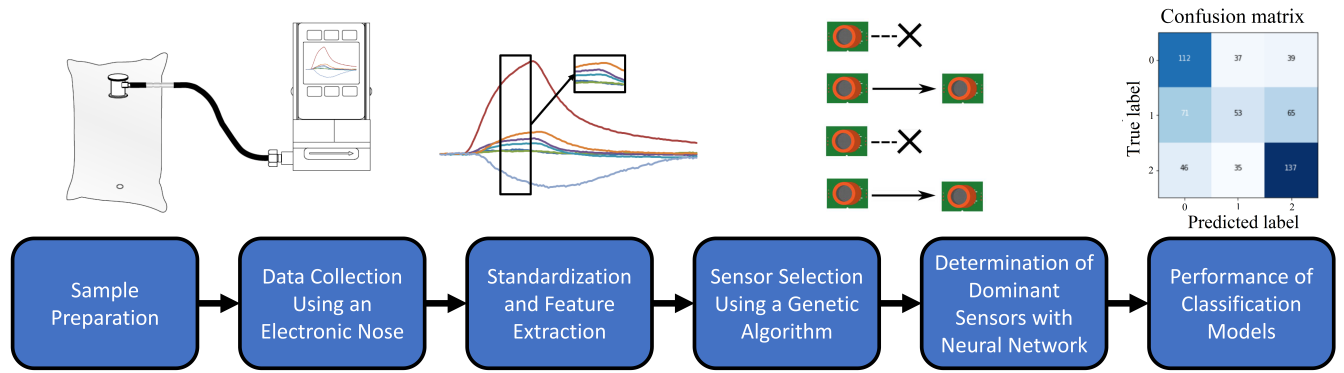 Confusion matrix
True label
0
112
37
39
1
71
53
65
2
46
35
137
0
1
2
Predicted label
Sample
Preparation
Data Collection
Using an
Electronic Nose
Standardization
and Feature
Extraction
Sensor Selection
Using a Genetic
Algorithm
Determination of
Dominant
Sensors with
Neural Network
Performance of
Classification
Models